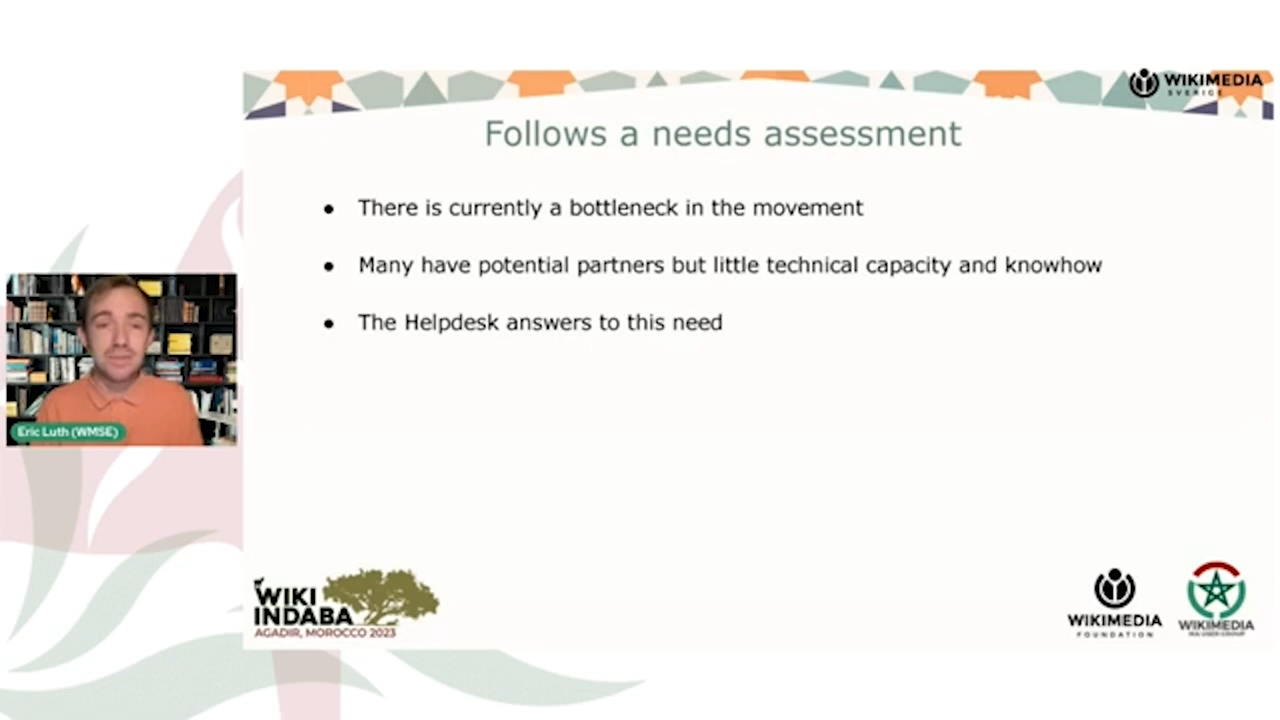 WIKIMEDIA
SVERIGE
Follows a needs assessment
● There is currently a bottleneck in the movement
● Many have potential partners but little technical capacity and knowhow
● The Helpdesk answers to this need
Eric Luth (WMSE)
WIKI
INDABA
AGADIR, MOROCCO 2023
WIKIMEDIA
FOUNDATION
WIKIMEDIA
MA USER GROUP